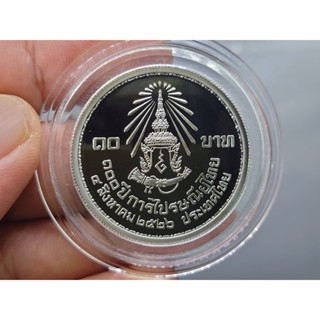 ๑๐ บาท
๑๐๐ ปี การไปรษณีย์ไทย
๔ สิงหาคม ๒๕๒๖ ประเทศไทย